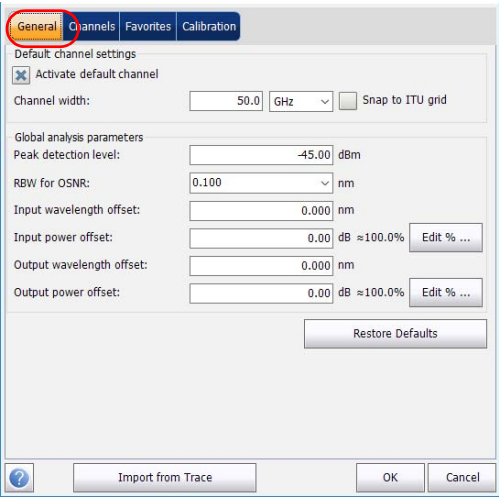 General Channels Favorites Calibration
Default channel settings
Activate default channel
Channel width: 50.0 GHz Snap to ITU grid
Global analysis parameters
Peak detection level: -45.00 dBm
RBW for OSNR: 0.100 nm
Input wavelength offset: 0.000 nm
Input power offset: 0.00 dB ≈100.0% Edit % ...
Output wavelength offset: 0.000 nm
Output power offset: 0.00 dB ≈100.0% Edit % ...
Restore Defaults
? Import from Trace OK Cancel